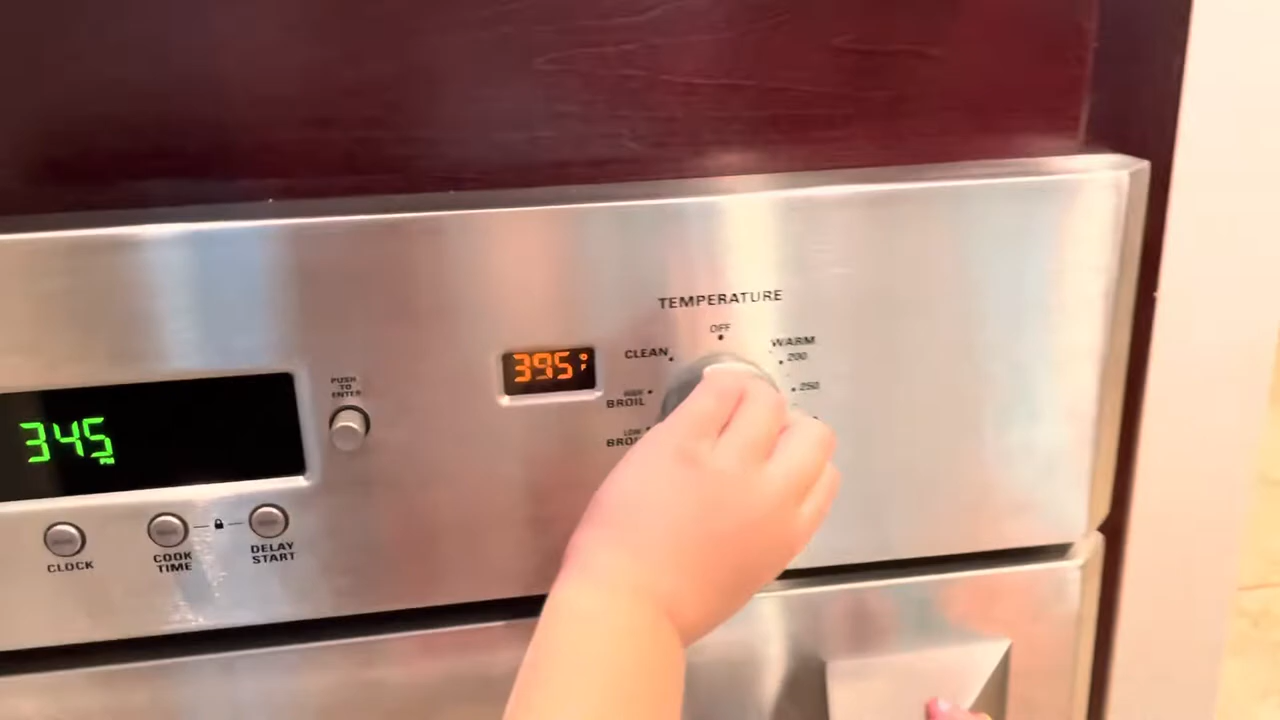 TEMPERATURE
OFF
WARM
200
CLEAN
250
HIGH
BROIL
LOW
395°F
PUSH
TO
ENTER
345
PM
CLOCK
COOK
TIME
DELAY
START